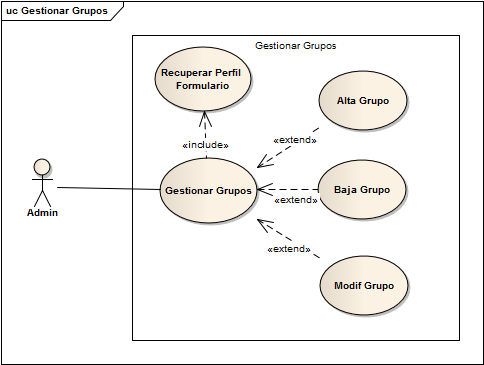 uc Gestionar Grupos
Gestionar Grupos
Recuperar Perfil
Formulario
Alta Grupo
«include»
«extend»
Gestionar Grupos
Baja Grupo
«extend»
Admin
«extend»
Modif Grupo